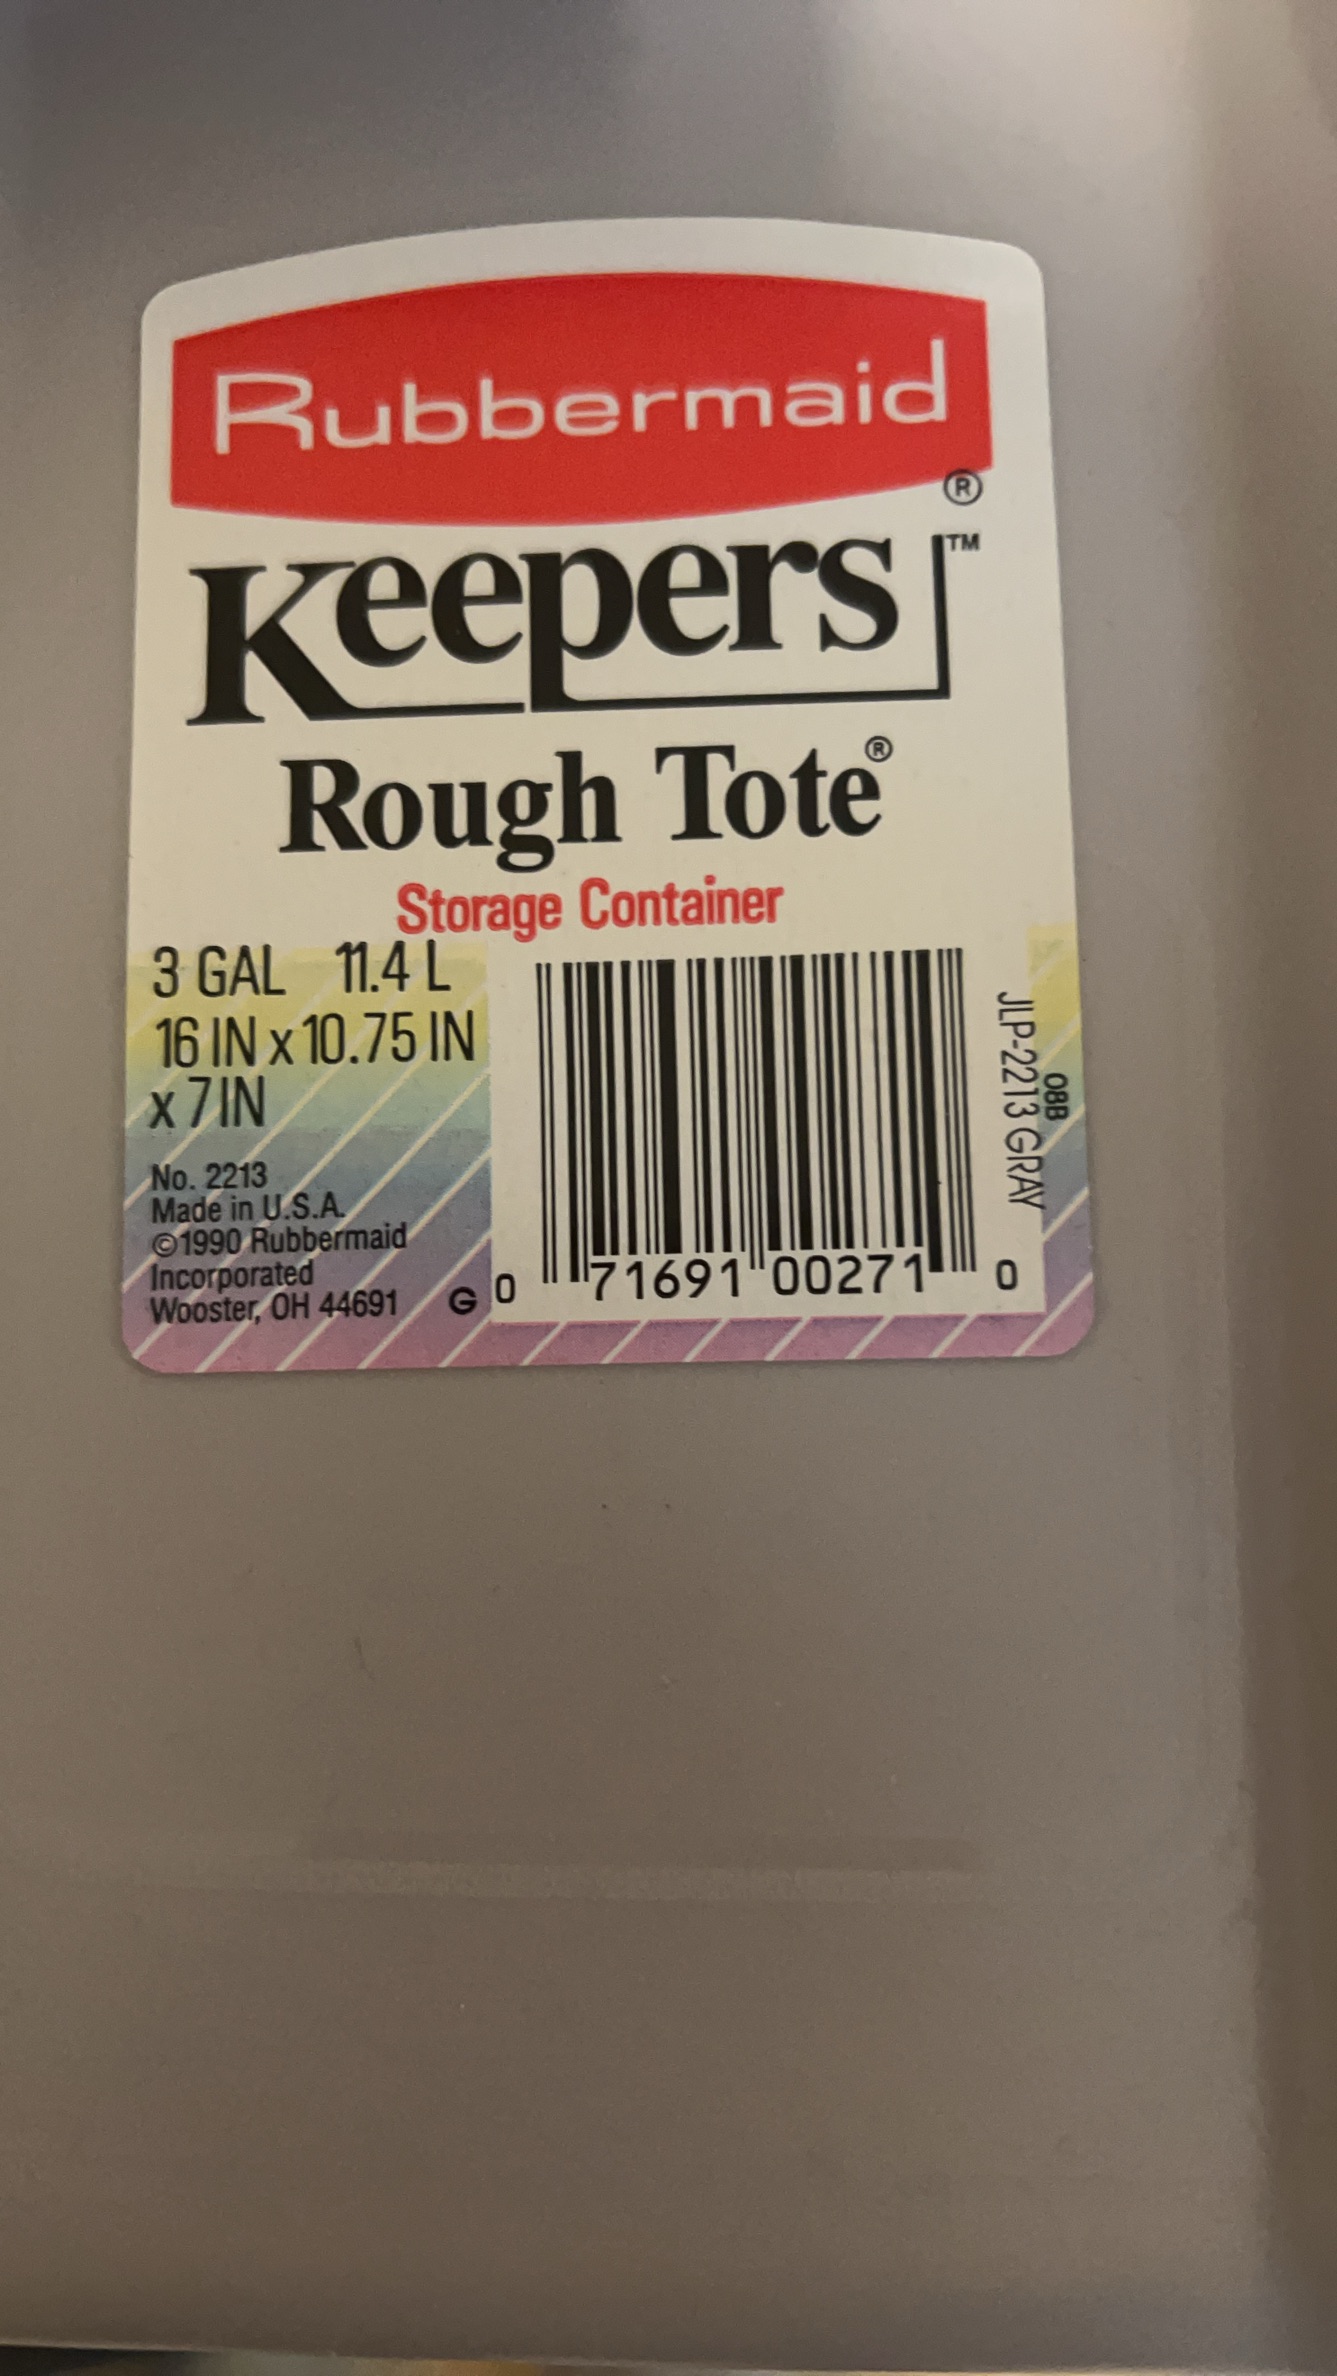 Rubbermaid
®
Keepers™
Rough Tote®
Storage Container
3 GAL 11.4 L
16 IN x 10.75 IN
x 7 IN
No. 2213
Made in U.S.A.
©1990 Rubbermaid
Incorporated
Wooster, OH 44691
G
0 71691 00271 0
JLP-2213 GRAY
08B